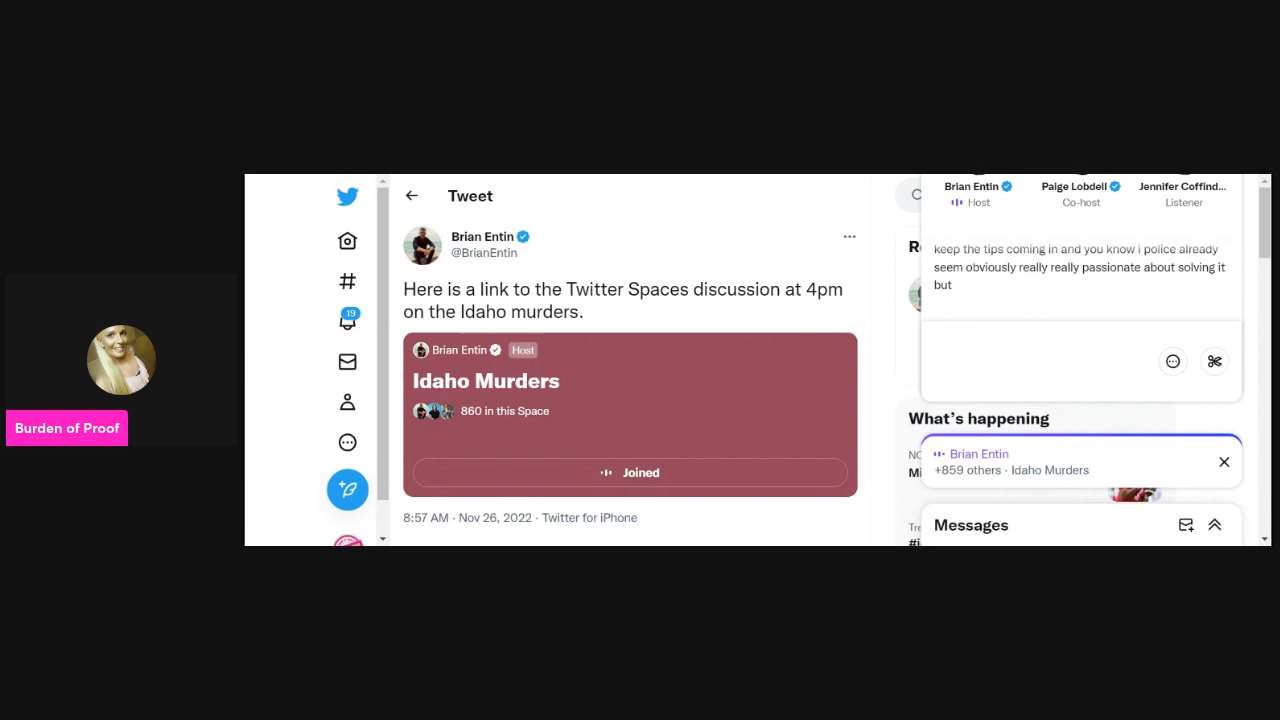 Burden of Proof
19
Tweet
Brian Entin
@BrianEntin
Here is a link to the Twitter Spaces discussion at 4pm
on the Idaho murders.
Brian Entin Host
Idaho Murders
860 in this Space
Joined
8:57 AM · Nov 26, 2022 · Twitter for iPhone
Brian Entin
Host
Paige Lobdell
Co-host
Jennifer Coffind...
Listener
keep the tips coming in and you know i police already
seem obviously really really passionate about solving it
but
What's happening
Brian Entin
+859 others · Idaho Murders
Messages